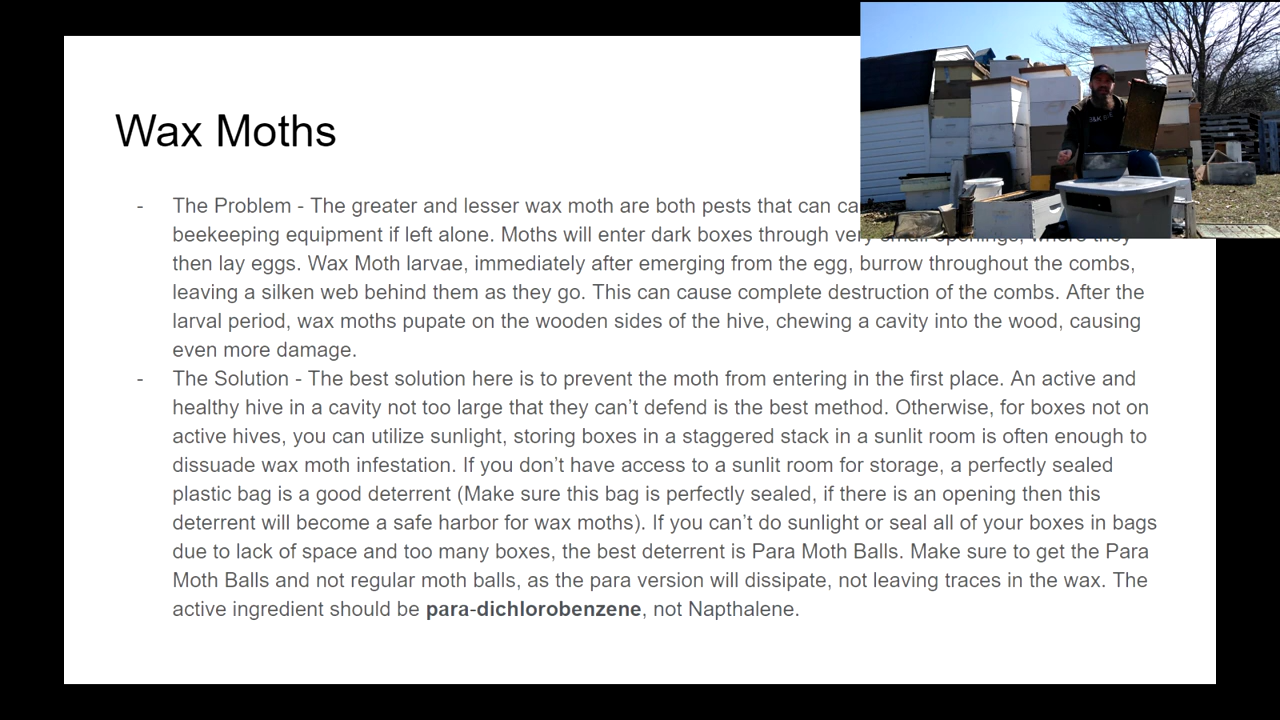 Wax Moths
- The Problem - The greater and lesser wax moth are both pests that can
beekeeping equipment if left alone. Moths will enter dark boxes through very small openings, where they
then lay eggs. Wax Moth larvae, immediately after emerging from the egg, burrow throughout the combs,
leaving a silken web behind them as they go. This can cause complete destruction of the combs. After the
larval period, wax moths pupate on the wooden sides of the hive, chewing a cavity into the wood, causing
even more damage.
- The Solution - The best solution here is to prevent the moth from entering in the first place. An active and
healthy hive in a cavity not too large that they can’t defend is the best method. Otherwise, for boxes not on
active hives, you can utilize sunlight, storing boxes in a staggered stack in a sunlit room is often enough to
dissuade wax moth infestation. If you don’t have access to a sunlit room for storage, a perfectly sealed
plastic bag is a good deterrent (Make sure this bag is perfectly sealed, if there is an opening then this
deterrent will become a safe harbor for wax moths). If you can’t do sunlight or seal all of your boxes in bags
due to lack of space and too many boxes, the best deterrent is Para Moth Balls. Make sure to get the Para
Moth Balls and not regular moth balls, as the para version will dissipate, not leaving traces in the wax. The
active ingredient should be para-dichlorobenzene, not Napthalene.